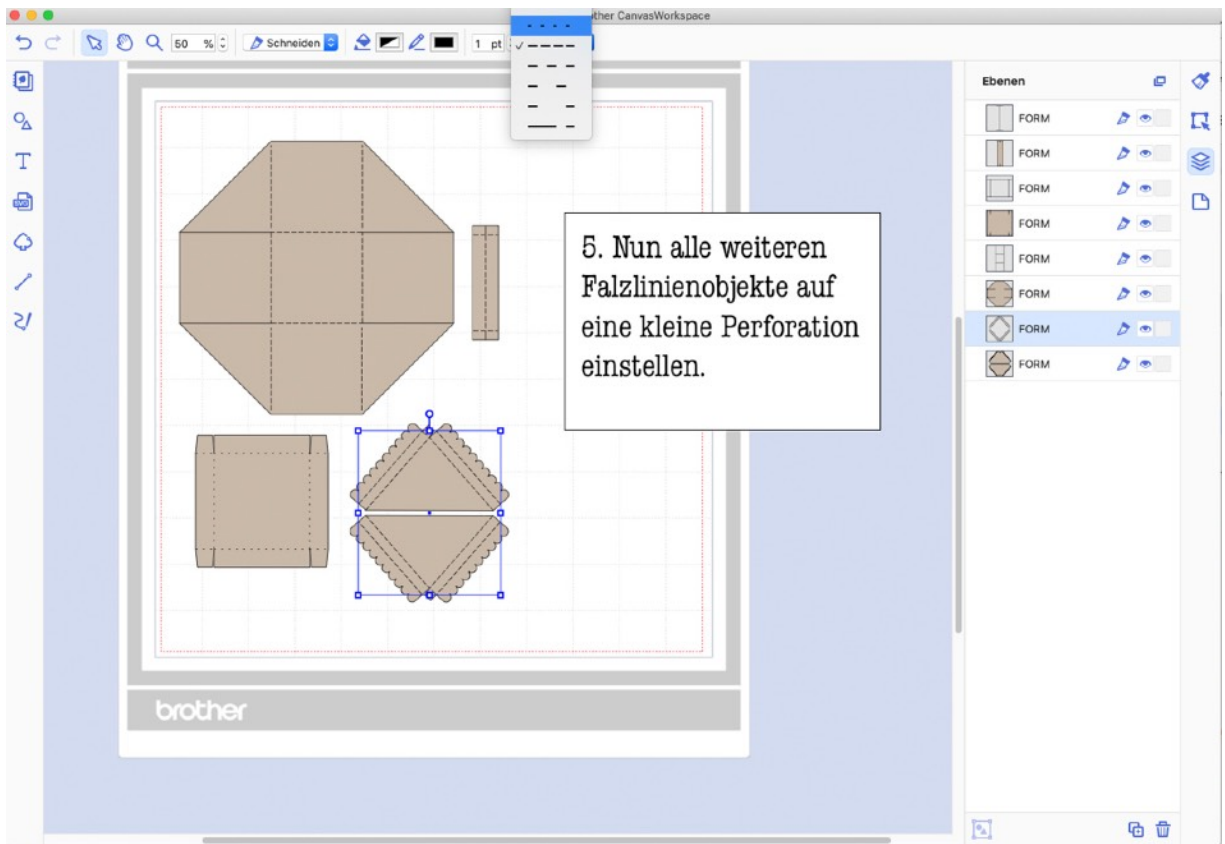 ther CanvasWorkspace
50 % Schneiden 1 pt
Ebenen
FORM
FORM
FORM
FORM
FORM
FORM
FORM
FORM
SVG
5. Nun alle weiteren
Falzlinienobjekte auf
eine kleine Perforation
einstellen.
brother